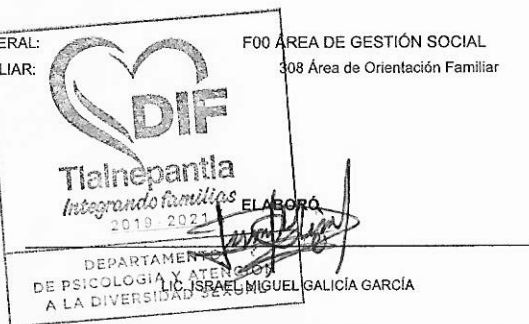 ERAL: F00 ÁREA DE GESTIÓN SOCIAL
LIAR: 308 Área de Orientación Familiar
DIF
Tlalnepantla
Integrando familias
2019 - 2021
ELABORÓ
DEPARTAMENTO
DE PSICOLOGÍA Y ATENCIÓN
A LA DIVERSIDAD SEXUAL
LIC. ISRAEL MIGUEL GALICÍA GARCÍA